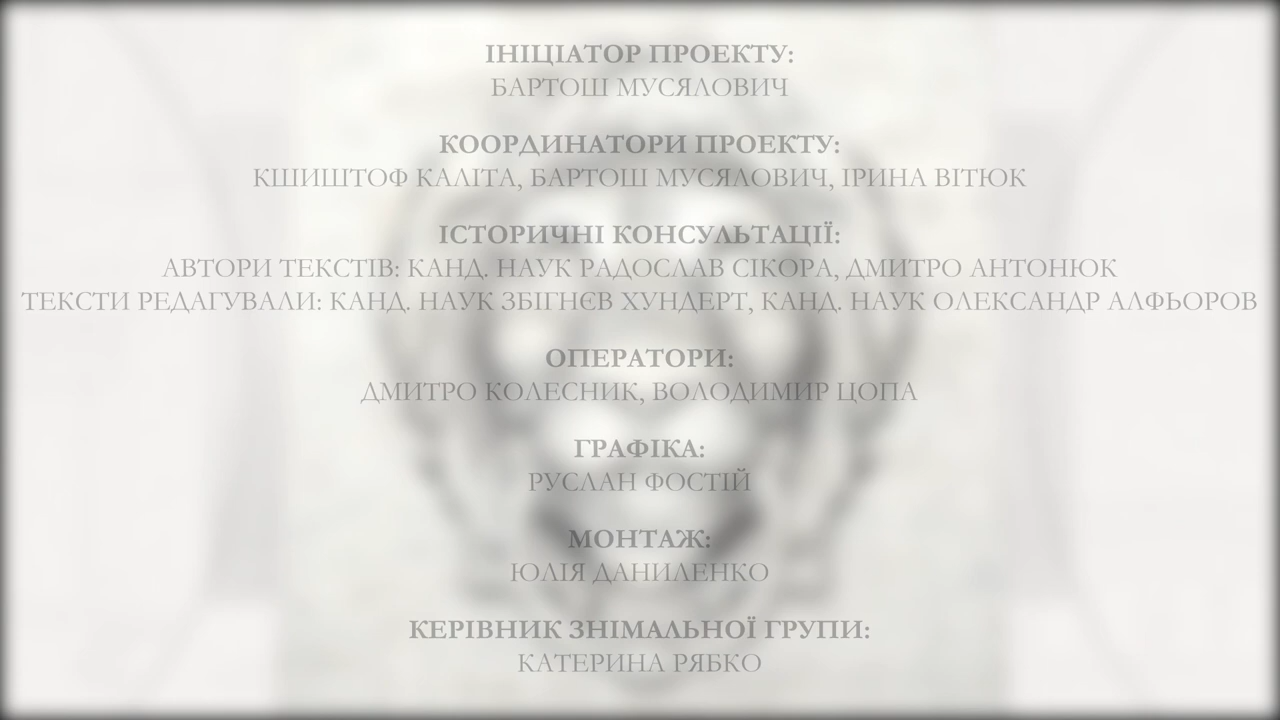 ІНІЦІАТОР ПРОЕКТУ:
БАРТОШ МУСЯЛОВИЧ
КООРДИНАТОРИ ПРОЕКТУ:
КШИШТОФ КАЛІТА, БАРТОШ МУСЯЛОВИЧ, ІРИНА ВІТЮК
ІСТОРИЧНІ КОНСУЛЬТАЦІЇ:
АВТОРИ ТЕКСТІВ: КАНД. НАУК РАДОСЛАВ СІКОРА, ДМИТРО АНТОНЮК
ТЕКСТИ РЕДАГУВАЛИ: КАНД. НАУК ЗБІГНЄВ ХУНДЕРТ, КАНД. НАУК ОЛЕКСАНДР АЛФЬОРОВ
ОПЕРАТОРИ:
ДМИТРО КОЛЕСНИК, ВОЛОДИМИР ЦОПА
ГРАФІКА:
РУСЛАН ФОСТІЙ
МОНТАЖ:
ЮЛІЯ ДАНИЛЕНКО
КЕРІВНИК ЗНІМАЛЬНОЇ ГРУПИ:
КАТЕРИНА РЯБКО